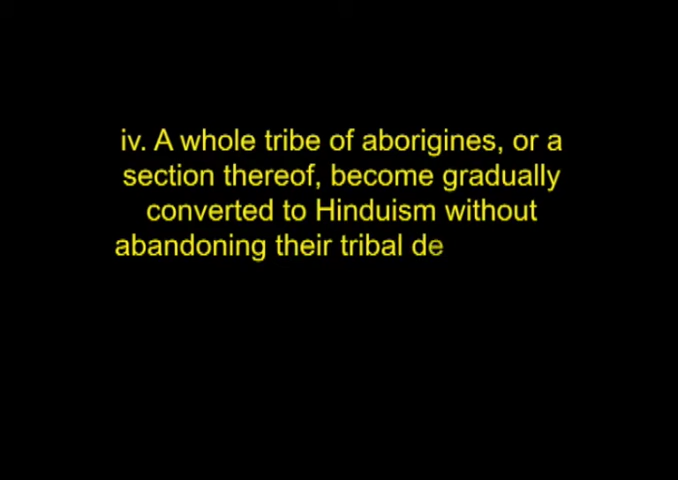 iv. A whole tribe of aborigines, or a
section thereof, become gradually
converted to Hinduism without
abandoning their tribal de